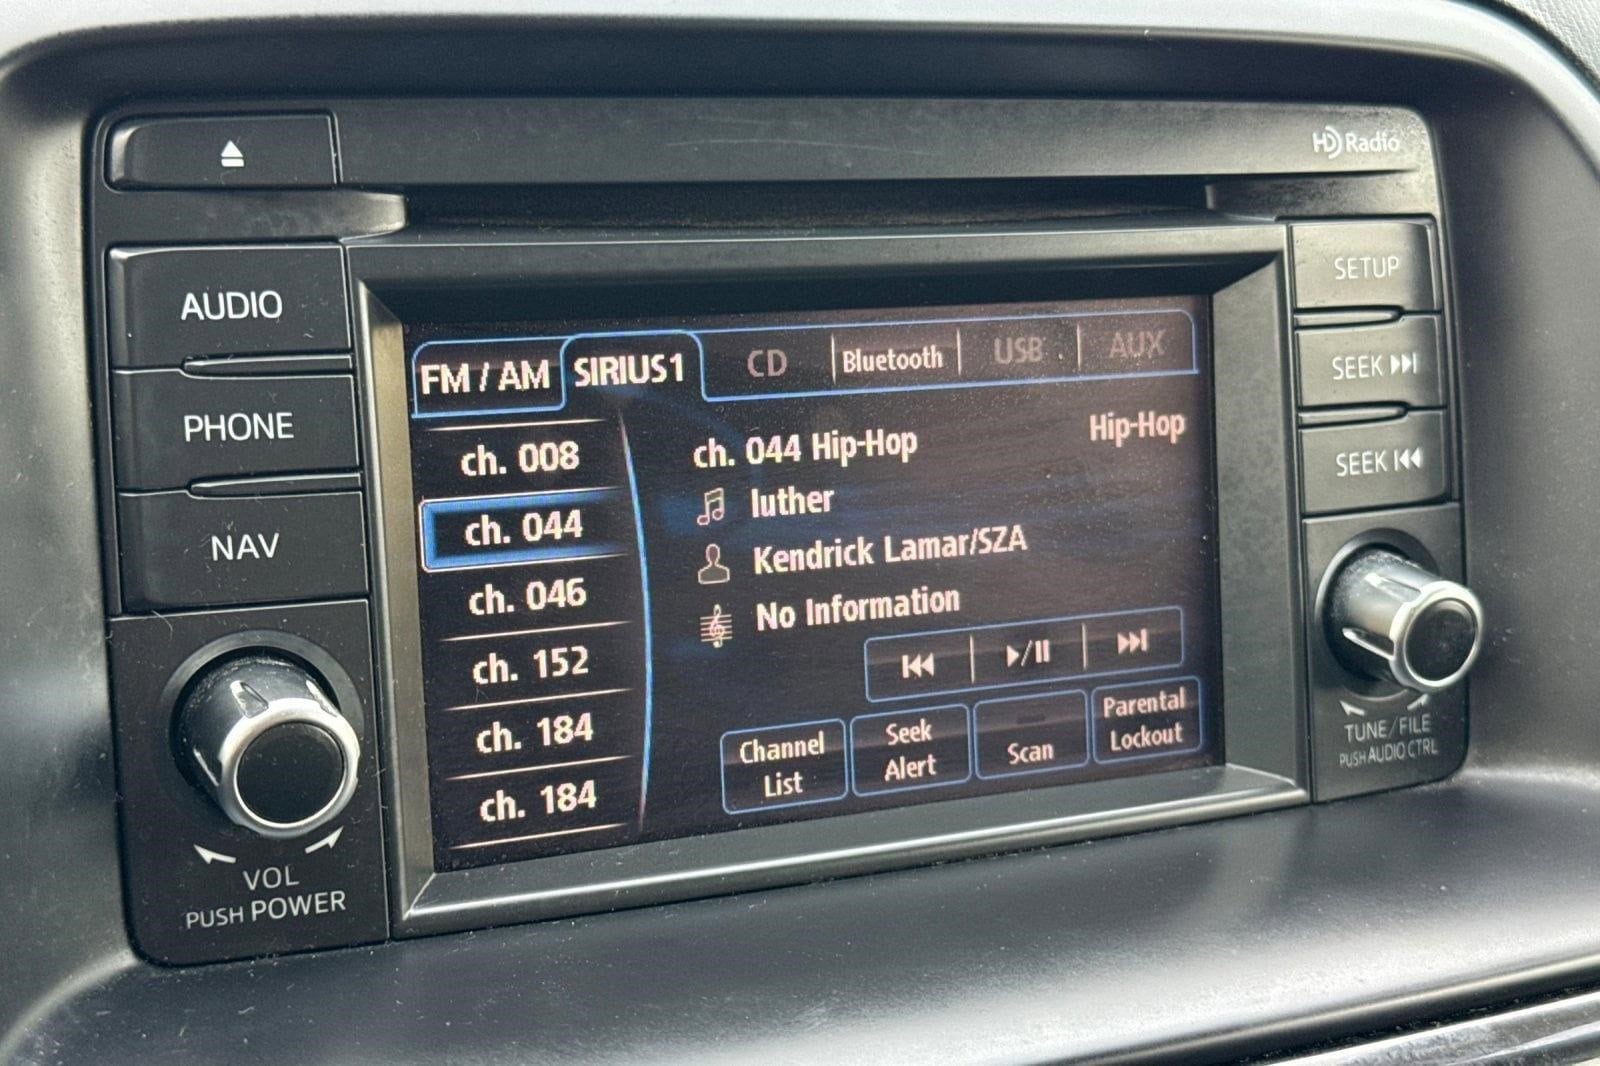 HD Radio
AUDIO
PHONE
NAV
VOL
PUSH POWER
FM / AM
SIRIUS1
CD
Bluetooth
USB
AUX
ch. 008
ch. 044
ch. 046
ch. 152
ch. 184
ch. 184
ch. 044 Hip-Hop
Hip-Hop
luther
Kendrick Lamar/SZA
No Information
Channel
List
Seek
Alert
Scan
Parental
Lockout
SETUP
SEEK
SEEK
TUNE/FILE
PUSH AUDIO CTRL